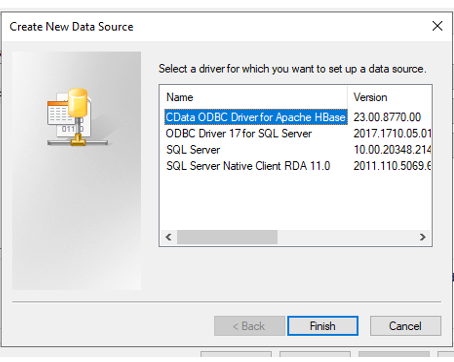 Create New Data Source
Select a driver for which you want to set up a data source.
Name Version
CData ODBC Driver for Apache HBase 23.00.8770.00
ODBC Driver 17 for SQL Server 2017.1710.05.01
SQL Server 10.00.20348.214
SQL Server Native Client RDA 11.0 2011.110.5069.6
< Back Finish Cancel